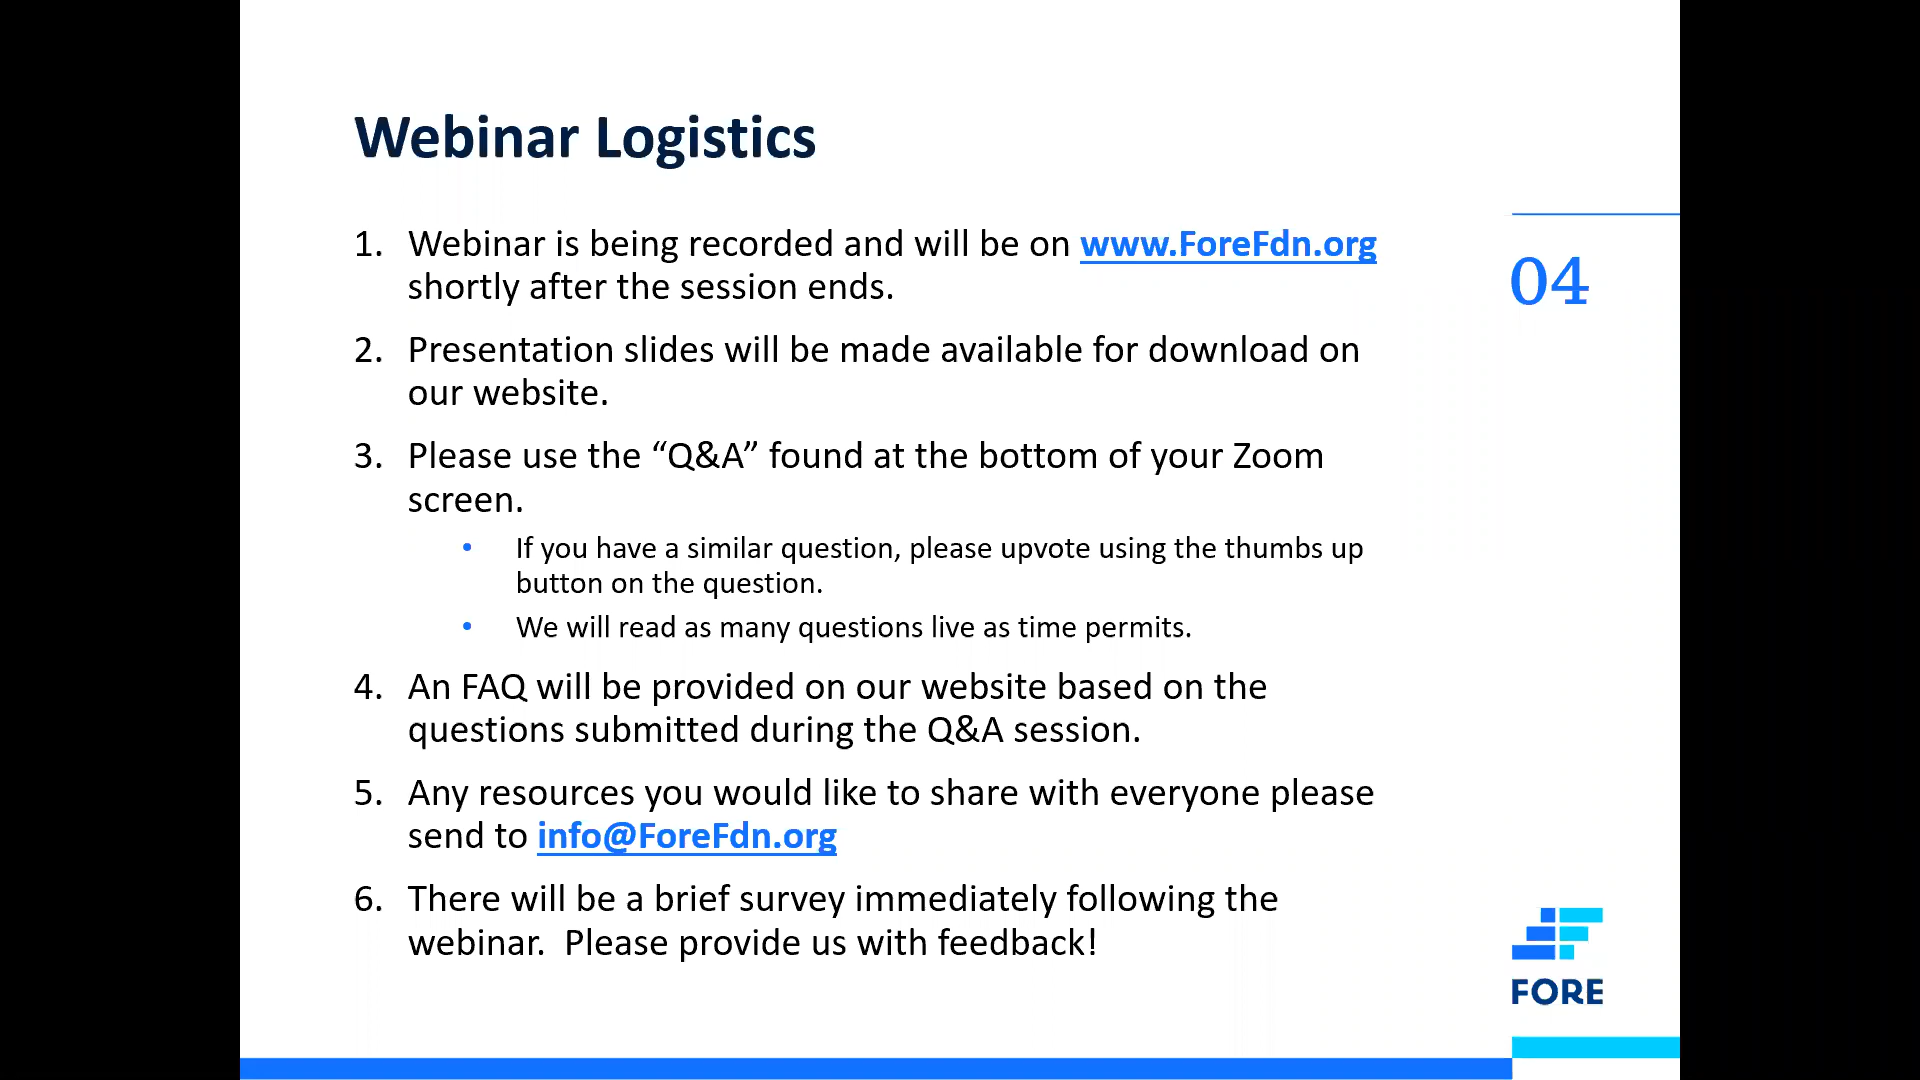 Webinar Logistics
1. Webinar is being recorded and will be on www.ForeFdn.org
shortly after the session ends.
04
2. Presentation slides will be made available for download on
our website.
3. Please use the “Q&A” found at the bottom of your Zoom
screen.
• If you have a similar question, please upvote using the thumbs up
button on the question.
• We will read as many questions live as time permits.
4. An FAQ will be provided on our website based on the
questions submitted during the Q&A session.
5. Any resources you would like to share with everyone please
send to info@ForeFdn.org
6. There will be a brief survey immediately following the
webinar.  Please provide us with feedback!
FORE